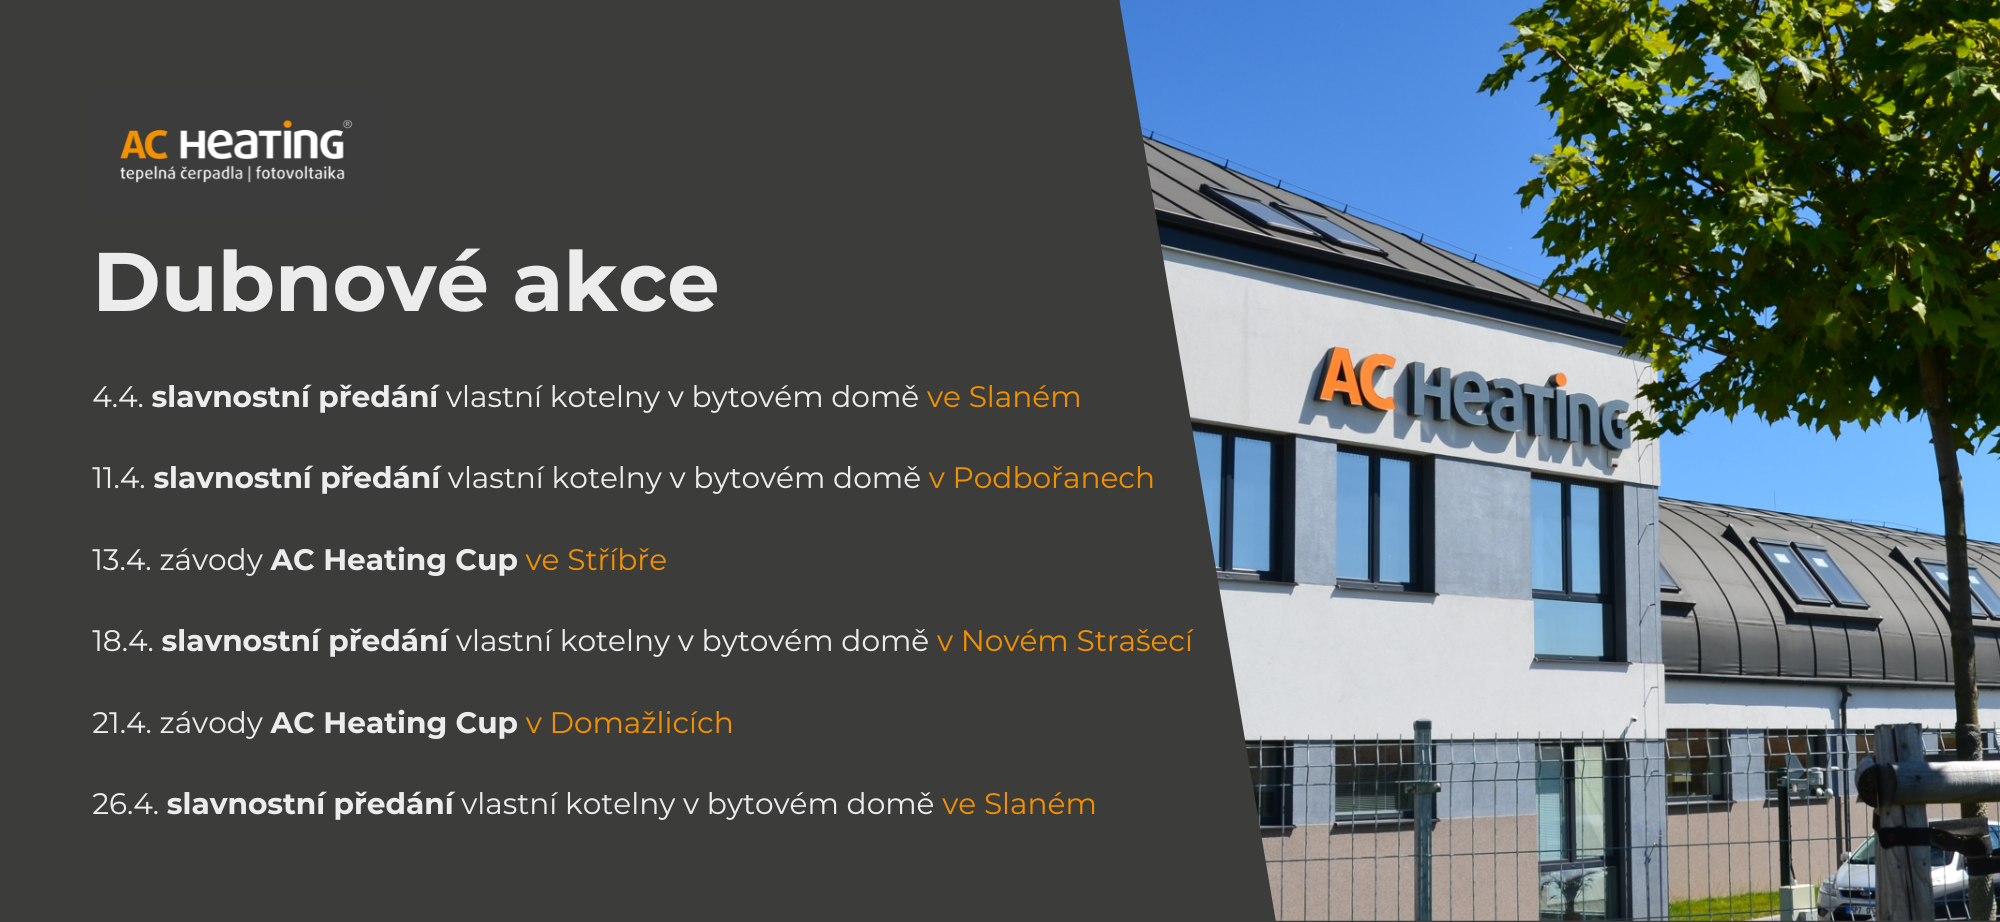 AC Heating®
tepelná čerpadla | fotovoltaika
Dubnové akce
4.4. slavnostní předání vlastní kotelny v bytovém domě ve Slaném
11.4. slavnostní předání vlastní kotelny v bytovém domě v Podbořanech
13.4. závody AC Heating Cup ve Stříbře
18.4. slavnostní předání vlastní kotelny v bytovém domě v Novém Strašecí
21.4. závody AC Heating Cup v Domažlicích
26.4. slavnostní předání vlastní kotelny v bytovém domě ve Slaném
AC Heating